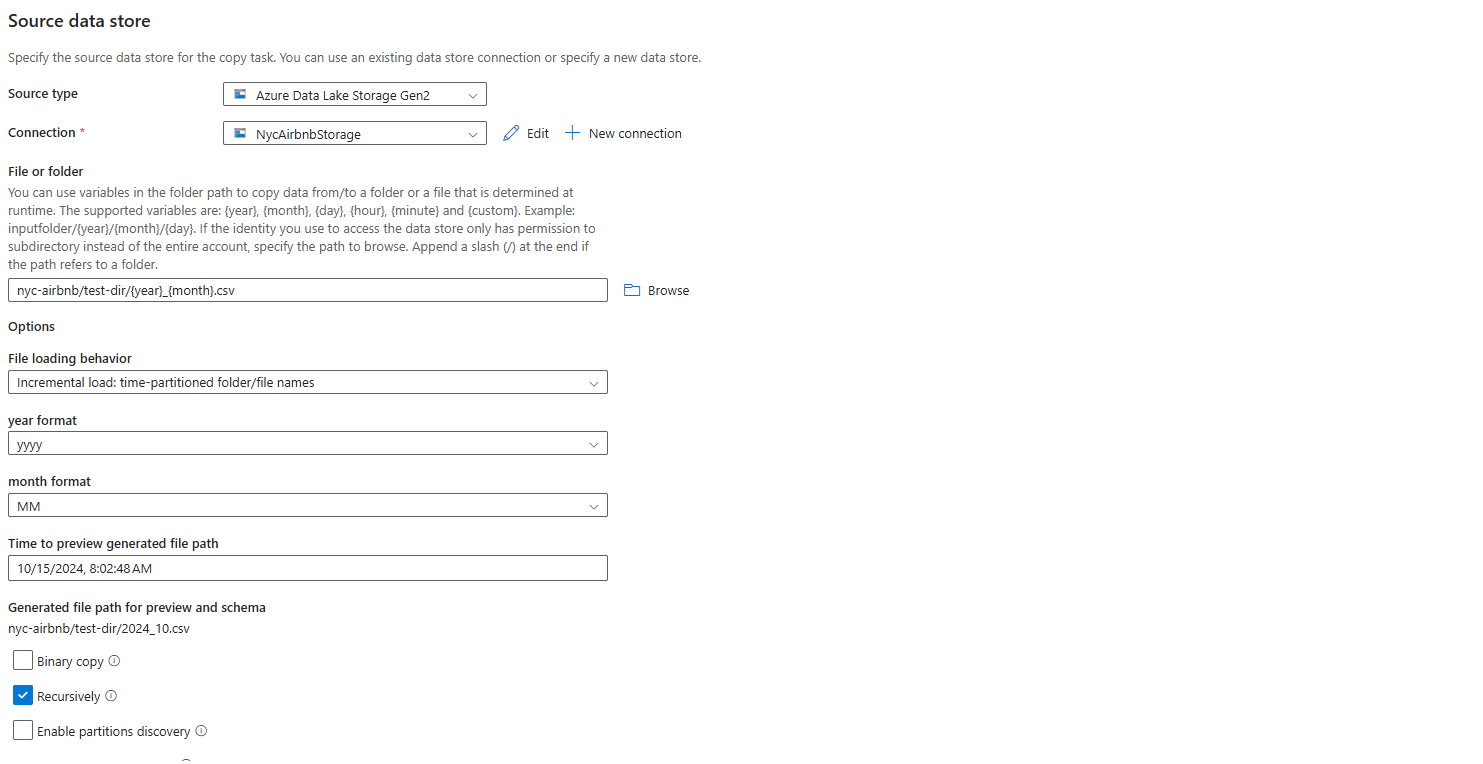 Source data store
Specify the source data store for the copy task. You can use an existing data store connection or specify a new data store.
Source type
Azure Data Lake Storage Gen2
Connection *
NycAirbnbStorage
Edit
New connection
File or folder
You can use variables in the folder path to copy data from/to a folder or a file that is determined at
runtime. The supported variables are: {year}, {month}, {day}, {hour}, {minute} and {custom}. Example:
inputfolder/{year}/{month}/{day}. If the identity you use to access the data store only has permission to
subdirectory instead of the entire account, specify the path to browse. Append a slash (/) at the end if
the path refers to a folder.
nyc-airbnb/test-dir/{year}_{month}.csv
Browse
Options
File loading behavior
Incremental load: time-partitioned folder/file names
year format
yyyy
month format
MM
Time to preview generated file path
10/15/2024, 8:02:48 AM
Generated file path for preview and schema
nyc-airbnb/test-dir/2024_10.csv
Binary copy
Recursively
Enable partitions discovery